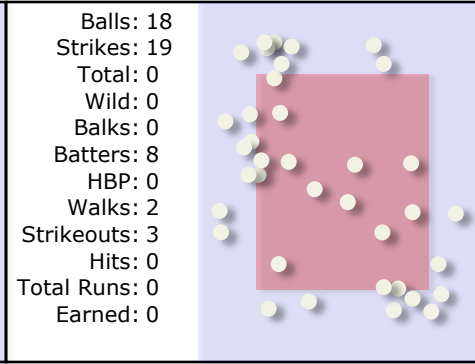 Balls: 18
Strikes: 19
Total: 0
Wild: 0
Balks: 0
Batters: 8
HBP: 0
Walks: 2
Strikeouts: 3
Hits: 0
Total Runs: 0
Earned: 0